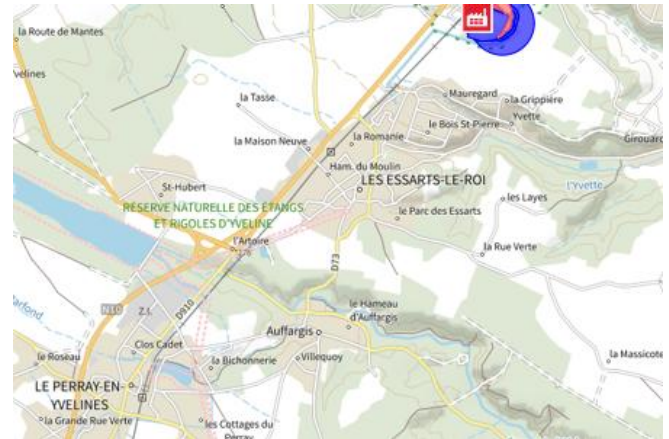 la Route de Mantes
velines
la Tasse
Mauregard
la Grippière
le Bois St-Pierre
Yvette
la Maison Neuve
la Romanie
Girouard
Ham. du Moulin
LES ESSARTS-LE-ROI
St-Hubert
l'Yvette
les Layes
RÉSERVE NATURELLE DES ÉTANGS
ET RIGOLES D'YVELINE
le Parc des Essarts
l'Artoire
la Rue Verte
D73
N10
Z.I.
D910
le Hameau
d'Auffargis
arfond
Auffargis
Clos Cadet
le Roseau
la Bichonnerie
Villequoy
la Massicote
LE PERRAY-EN-
YVELINES
la Grande Rue Verte
les Cottages du
Perray